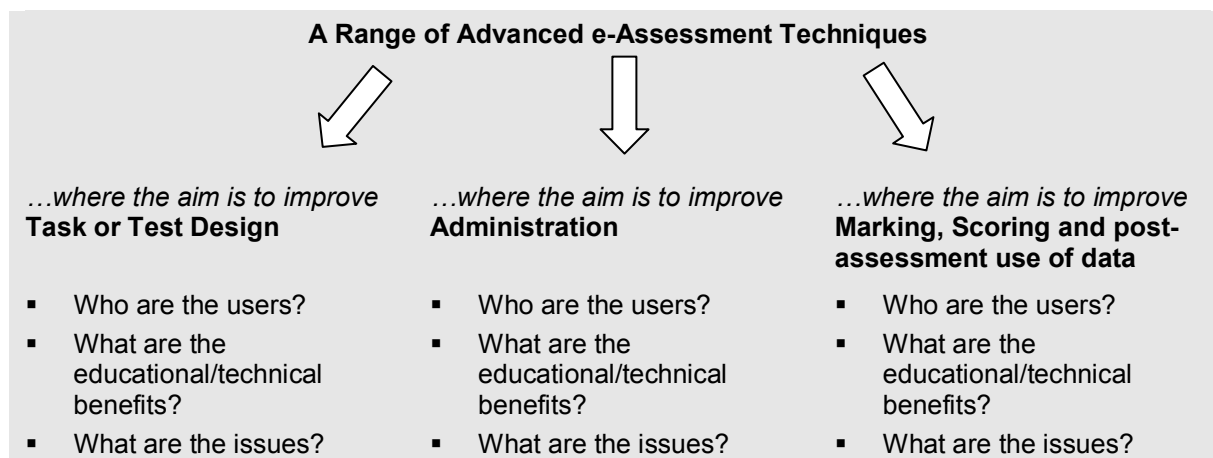 A Range of Advanced e-Assessment Techniques
…where the aim is to improve
Task or Test Design
▪ Who are the users?
▪ What are the
educational/technical
benefits?
▪ What are the issues?
…where the aim is to improve
Administration
▪ Who are the users?
▪ What are the
educational/technical
benefits?
▪ What are the issues?
…where the aim is to improve
Marking, Scoring and post-
assessment use of data
▪ Who are the users?
▪ What are the
educational/technical
benefits?
▪ What are the issues?